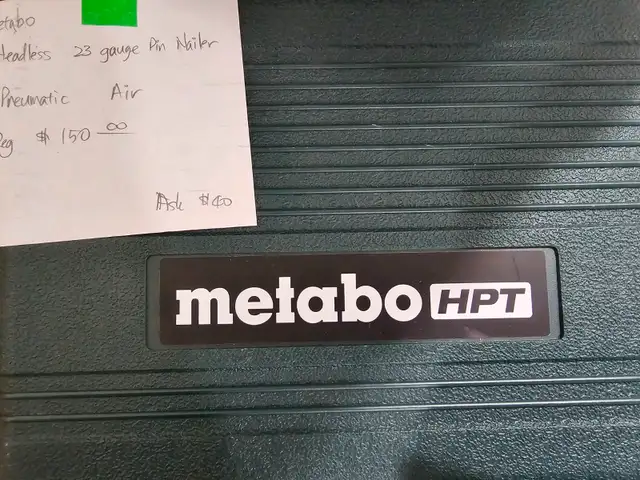 etabo
Headless 23 gauge Pin Nailer
Pneumatic Air
Reg $150 00
Ask $40
metabo HPT